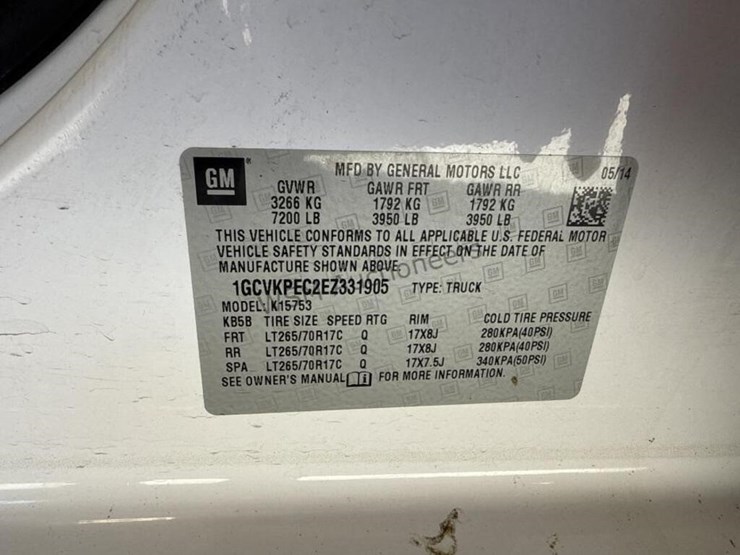 GM
MFD BY GENERAL MOTORS LLC 05/14
GVWR GAWR FRT GAWR RR
3266 KG 1792 KG 1792 KG
7200 LB 3950 LB 3950 LB
THIS VEHICLE CONFORMS TO ALL APPLICABLE U.S. FEDERAL MOTOR
VEHICLE SAFETY STANDARDS IN EFFECT ON THE DATE OF
MANUFACTURE SHOWN ABOVE
1GCVKPEC2EZ331905 TYPE: TRUCK
MODEL: K15753
KB5B TIRE SIZE SPEED RTG RIM COLD TIRE PRESSURE
FRT LT265/70R17C Q 17X8J 280KPA(40PSI)
RR LT265/70R17C Q 17X8J 280KPA(40PSI)
SPA LT265/70R17C Q 17X7.5J 340KPA(50PSI)
SEE OWNER'S MANUAL FOR MORE INFORMATION.